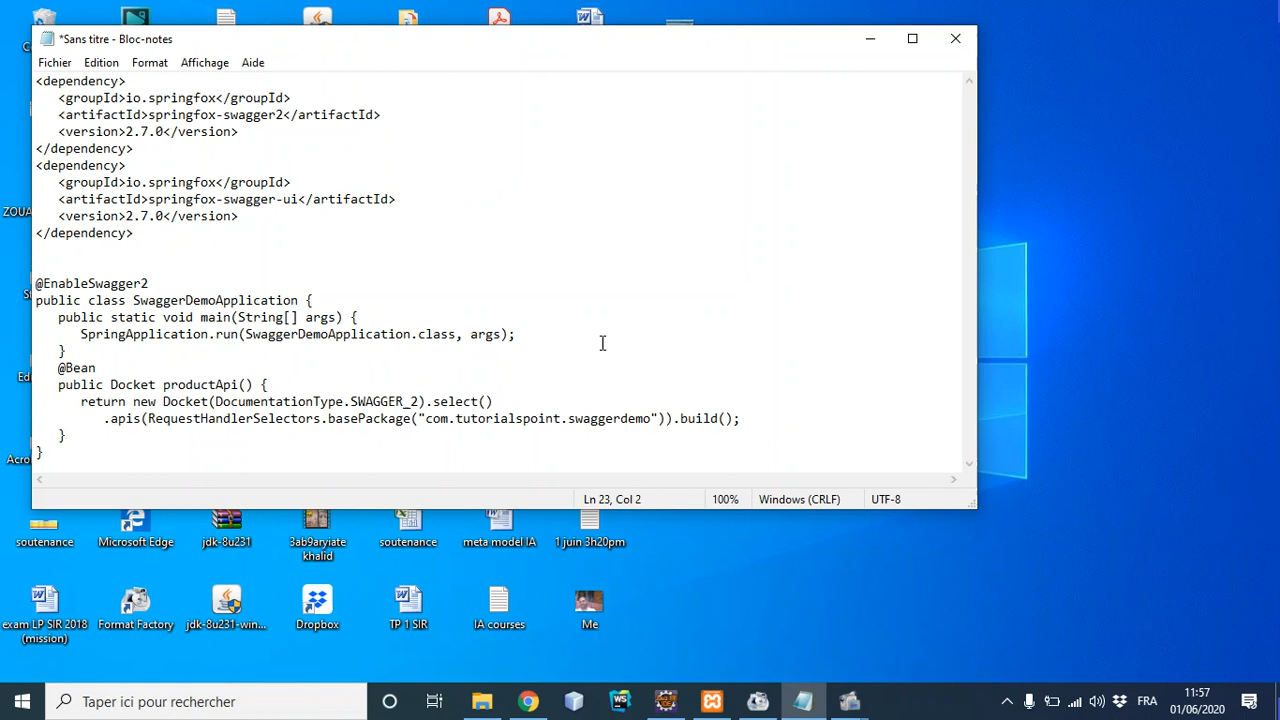 *Sans titre - Bloc-notes
Fichier Edition Format Affichage Aide
<dependency>
<groupId>io.springfox</groupId>
<artifactId>springfox-swagger2</artifactId>
<version>2.7.0</version>
</dependency>
<dependency>
<groupId>io.springfox</groupId>
<artifactId>springfox-swagger-ui</artifactId>
<version>2.7.0</version>
</dependency>
@EnableSwagger2
public class SwaggerDemoApplication {
public static void main(String[] args) {
SpringApplication.run(SwaggerDemoApplication.class, args);
}
@Bean
public Docket productApi() {
return new Docket(DocumentationType.SWAGGER_2).select()
.apis(RequestHandlerSelectors.basePackage("com.tutorialspoint.swaggerdemo")).build();
}
}
Ln 23, Col 2 100% Windows (CRLF) UTF-8
ZOUA
Acro
soutenance Microsoft Edge jdk-8u231 3ab9aryiate khalid soutenance meta model IA 1 juin 3h20pm
exam LP SIR 2018 (mission) Format Factory jdk-8u231-win... Dropbox TP 1 SIR IA courses Me
Taper ici pour rechercher
FRA
11:57
01/06/2020